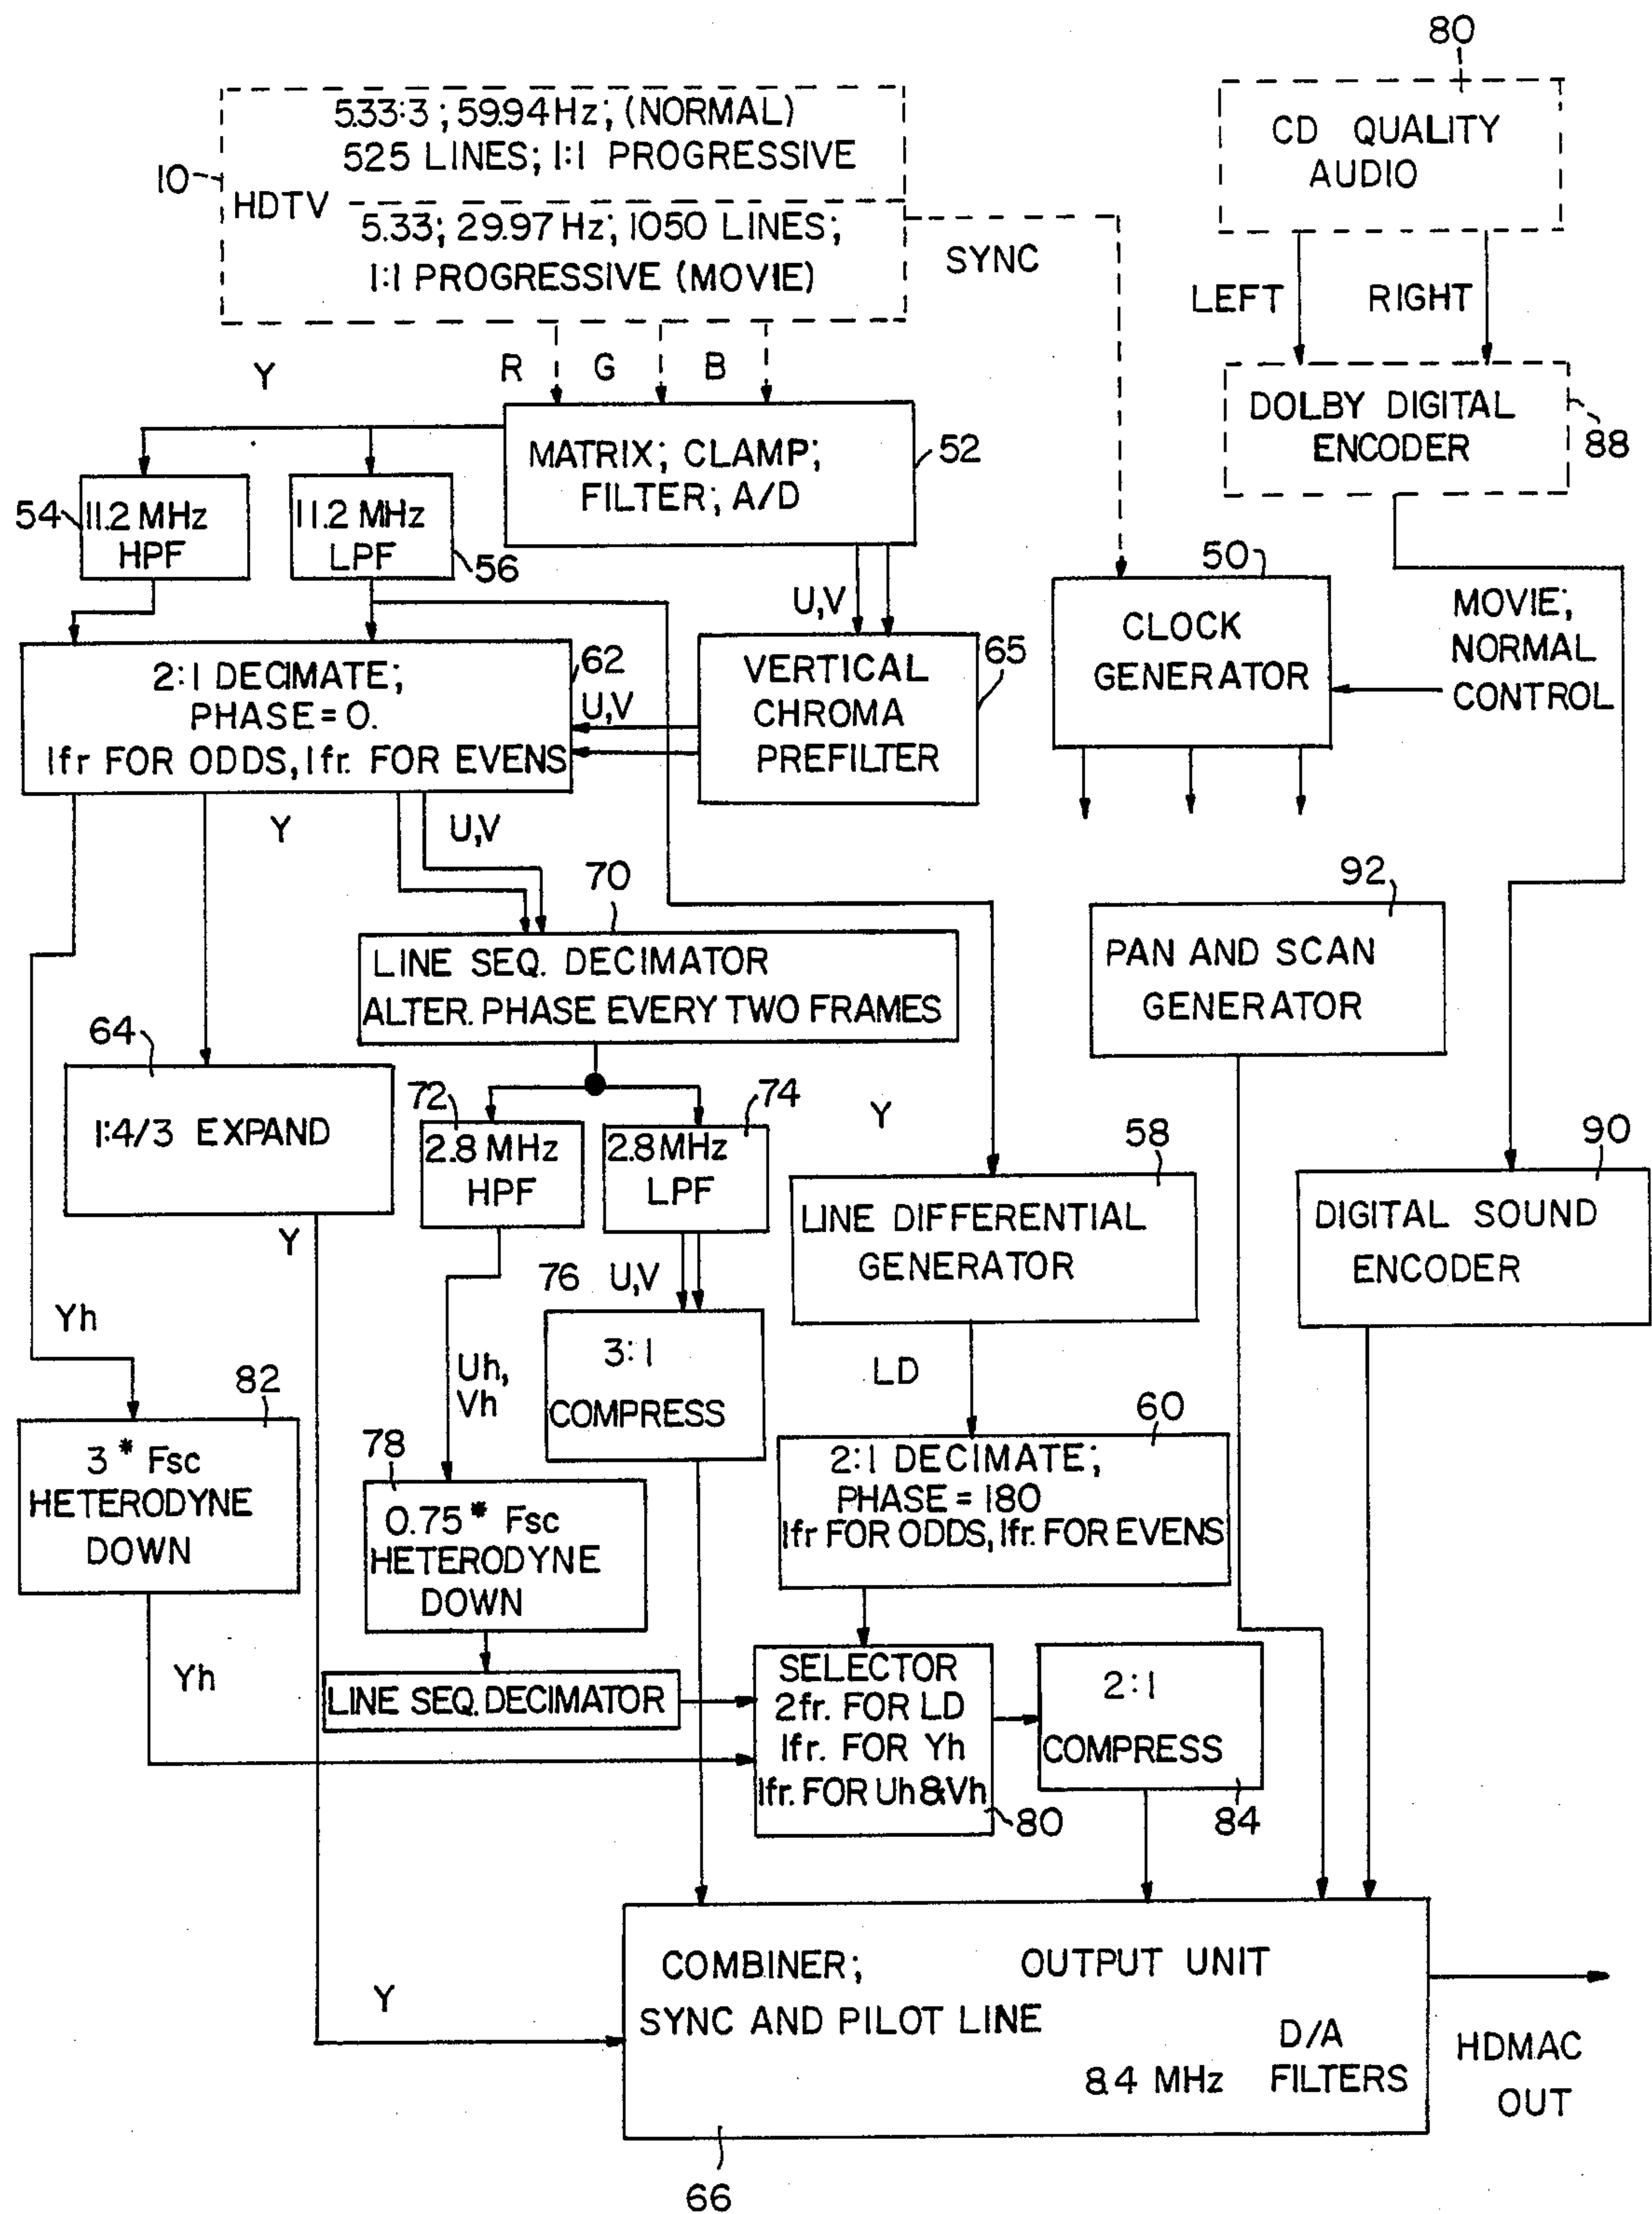 80
5.33:3; 59.94 Hz; (NORMAL)
525 LINES; 1:1 PROGRESSIVE
10
HDTV
5.33; 29.97 Hz; 1050 LINES;
1:1 PROGRESSIVE (MOVIE)
SYNC
CD QUALITY
AUDIO
LEFT
RIGHT
Y
R
G
B
MATRIX; CLAMP;
FILTER; A/D
52
DOLBY DIGITAL
ENCODER
88
54
11.2 MHz
HPF
11.2 MHz
LPF
56
U,V
50
CLOCK
GENERATOR
MOVIE;
NORMAL
CONTROL
2:1 DECIMATE;
PHASE=0.
1fr FOR ODDS, 1fr. FOR EVENS
62
U,V
VERTICAL
CHROMA
PREFILTER
65
Y
U,V
70
LINE SEQ. DECIMATOR
ALTER. PHASE EVERY TWO FRAMES
92
PAN AND SCAN
GENERATOR
64
1:4/3 EXPAND
72
2.8 MHz
HPF
74
2.8 MHz
LPF
Y
58
LINE DIFFERENTIAL
GENERATOR
90
DIGITAL SOUND
ENCODER
Y
76
U,V
Yh
3:1
COMPRESS
Uh,
Vh
LD
82
3 * Fsc
HETERODYNE
DOWN
78
0.75 * Fsc
HETERODYNE
DOWN
60
2:1 DECIMATE;
PHASE = 180
1fr FOR ODDS, 1fr. FOR EVENS
Yh
LINE SEQ. DECIMATOR
SELECTOR
2fr. FOR LD
1fr. FOR Yh
1fr. FOR Uh & Vh
80
2:1
COMPRESS
84
Y
COMBINER; OUTPUT UNIT
SYNC AND PILOT LINE
D/A
8.4 MHz FILTERS
HDMAC
OUT
66